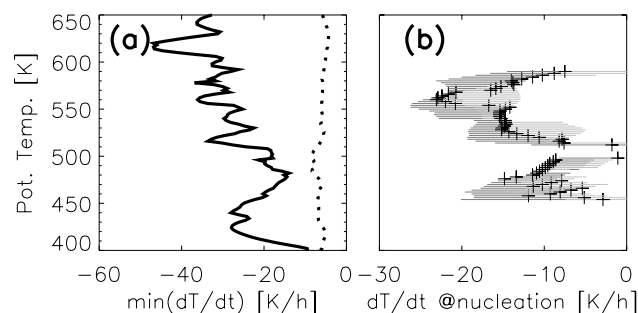 (a)
(b)
Pot. Temp. [K]
650
600
550
500
450
400
−60
−40
−20
0
−30
−20
−10
0
min(dT/dt) [K/h]
dT/dt @nucleation [K/h]